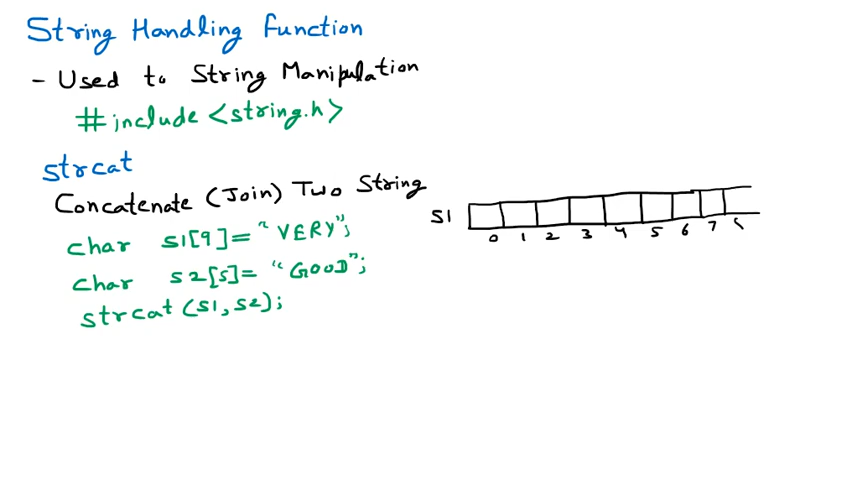 String Handling Function
- Used to String Manipulation
#include <string.h>
strcat
Concatenate (Join) Two String
char s1[9]= "VERY";
char s2[5]= "GOOD";
strcat (s1, s2);
S1
0 1 2 3 4 5 6 7